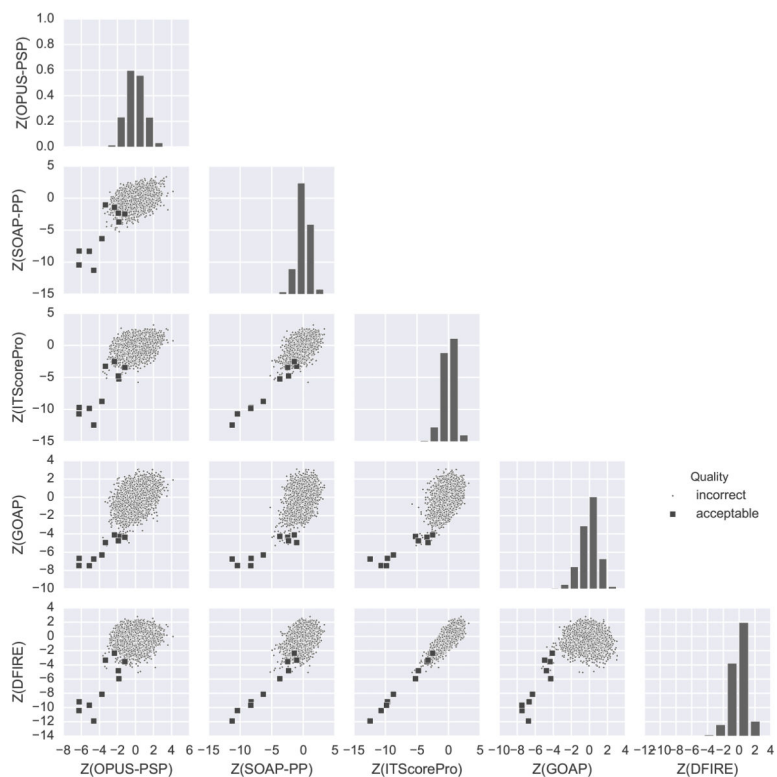 1.0
0.8
0.6
0.4
0.2
0.0
Z(OPUS-PSP)
5
0
−5
−10
−15
Z(SOAP-PP)
5
0
−5
−10
−15
Z(ITScorePro)
4
2
0
−2
−4
−6
−8
−10
Z(GOAP)
Quality
incorrect
acceptable
4
2
0
−2
−4
−6
−8
−10
−12
−14
Z(DFIRE)
−8 −6 −4 −2 0 2 4 6
−15 −10 −5 0 5
−15 −10 −5 0 5
−10 −8 −6 −4 −2 0 2 4
−12 −10 −8 −6 −4 −2 0 2 4
Z(OPUS-PSP)
Z(SOAP-PP)
Z(ITScorePro)
Z(GOAP)
Z(DFIRE)